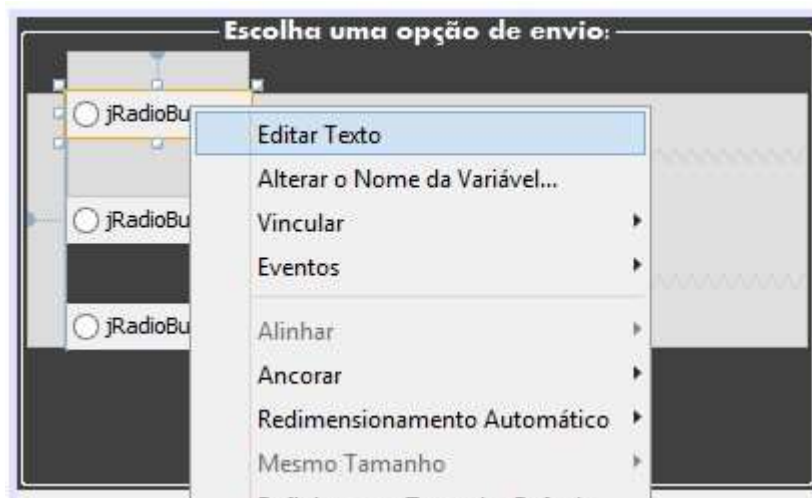 Escolha uma opção de envio:
jRadioBu
Editar Texto
Alterar o Nome da Variável...
jRadioBu
Vincular
Eventos
jRadioBu
Alinhar
Ancorar
Redimensionamento Automático
Mesmo Tamanho